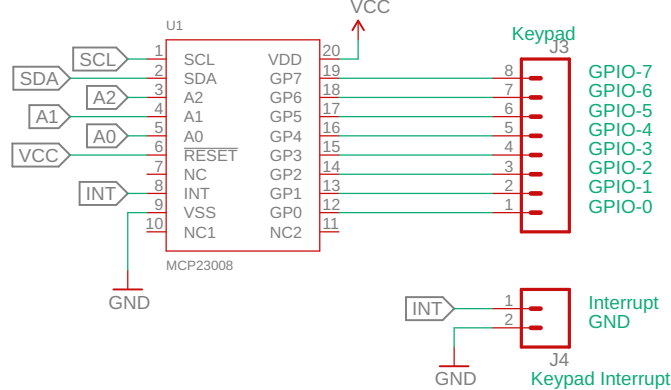 VCC
U1
Keypad
J3
SCL 1 SCL VDD 20
SDA 2 SDA GP7 19 8 GPIO-7
A2 3 A2 GP6 18 7 GPIO-6
A1 4 A1 GP5 17 6 GPIO-5
A0 5 A0 GP4 16 5 GPIO-4
VCC 6 RESET GP3 15 4 GPIO-3
7 NC GP2 14 3 GPIO-2
INT 8 INT GP1 13 2 GPIO-1
9 VSS GP0 12 1 GPIO-0
10 NC1 NC2 11
MCP23008
GND
INT 1 Interrupt
2 GND
J4
GND
Keypad Interrupt